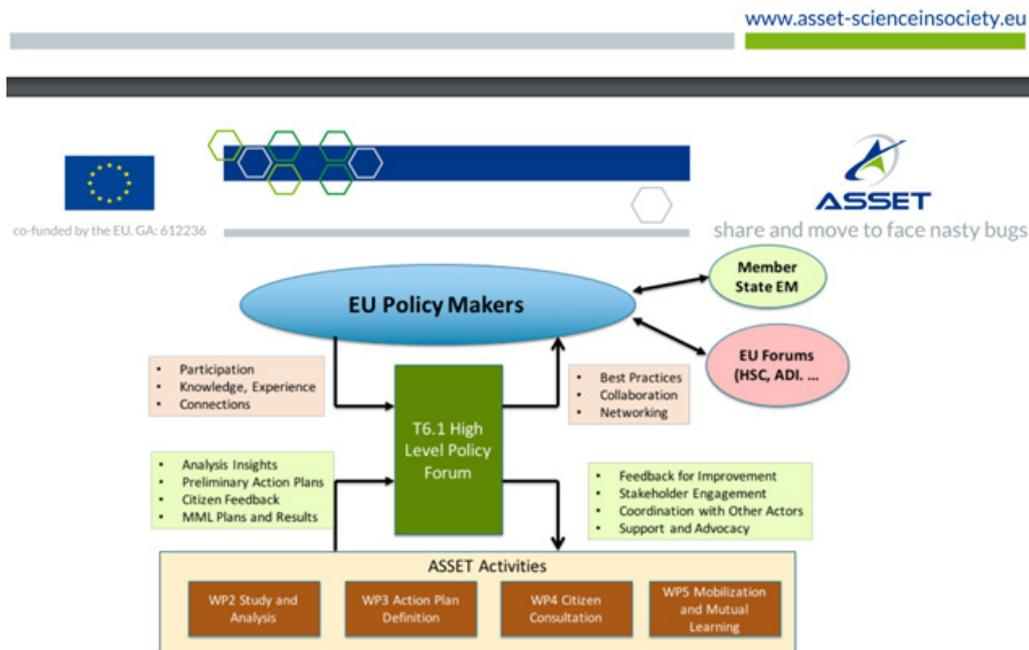 www.asset-scienceinsociety.eu
co-funded by the EU. GA: 612236
ASSET
share and move to face nasty bugs
EU Policy Makers
Member
State EM
EU Forums
(HSC, ADI. ...
• Participation
• Knowledge, Experience
• Connections
T6.1 High
Level Policy
Forum
• Best Practices
• Collaboration
• Networking
• Analysis Insights
• Preliminary Action Plans
• Citizen Feedback
• MML Plans and Results
• Feedback for Improvement
• Stakeholder Engagement
• Coordination with Other Actors
• Support and Advocacy
ASSET Activities
WP2 Study and
Analysis
WP3 Action Plan
Definition
WP4 Citizen
Consultation
WP5 Mobilization
and Mutual
Learning